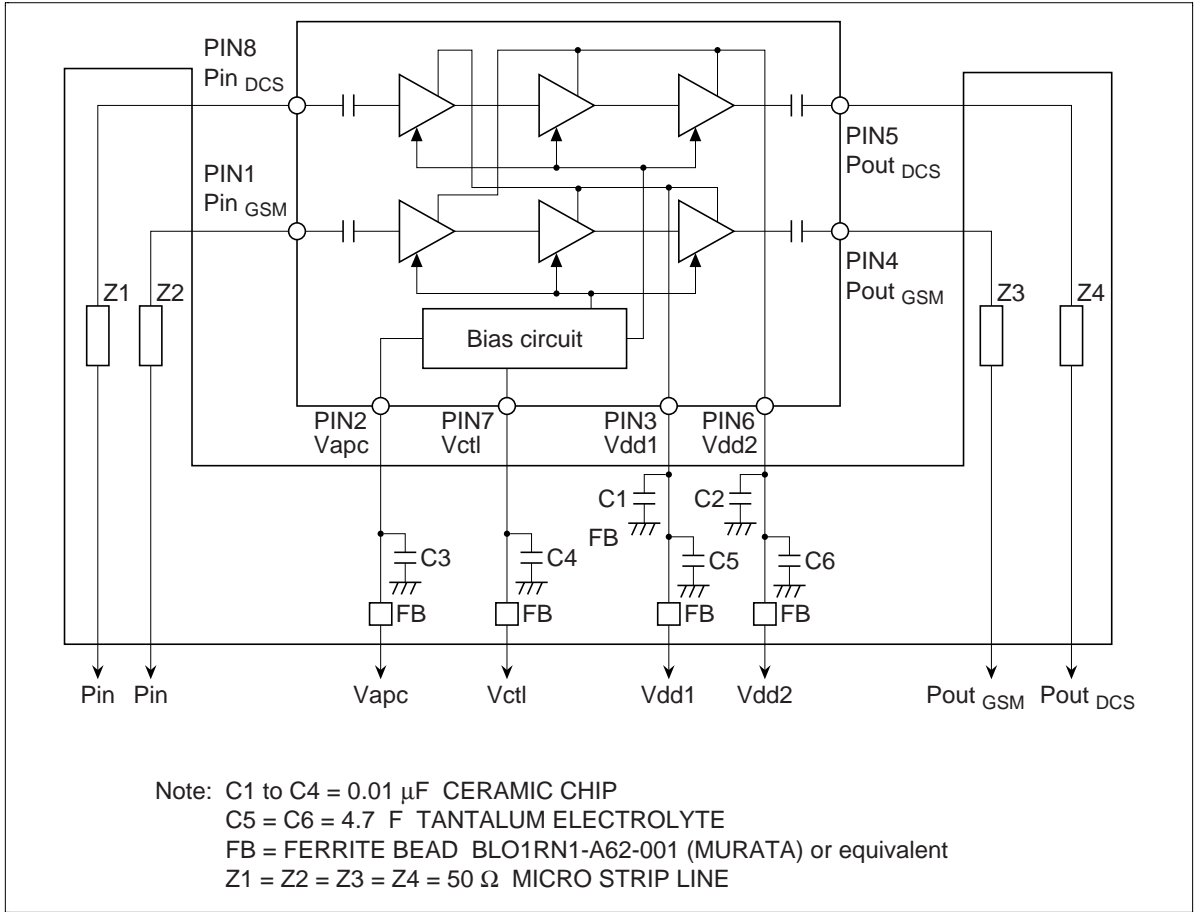 PIN8
Pin DCS
PIN5
Pout DCS
PIN1
Pin GSM
PIN4
Pout GSM
Z1
Z2
Z3
Z4
Bias circuit
PIN2
Vapc
PIN7
Vctl
PIN3
Vdd1
PIN6
Vdd2
C1
C2
FB
C3
C4
C5
C6
FB
FB
FB
FB
Pin
Pin
Vapc
Vctl
Vdd1
Vdd2
Pout GSM
Pout DCS
Note: C1 to C4 = 0.01 μF CERAMIC CHIP
C5 = C6 = 4.7 F TANTALUM ELECTROLYTE
FB = FERRITE BEAD BLO1RN1-A62-001 (MURATA) or equivalent
Z1 = Z2 = Z3 = Z4 = 50 Ω MICRO STRIP LINE